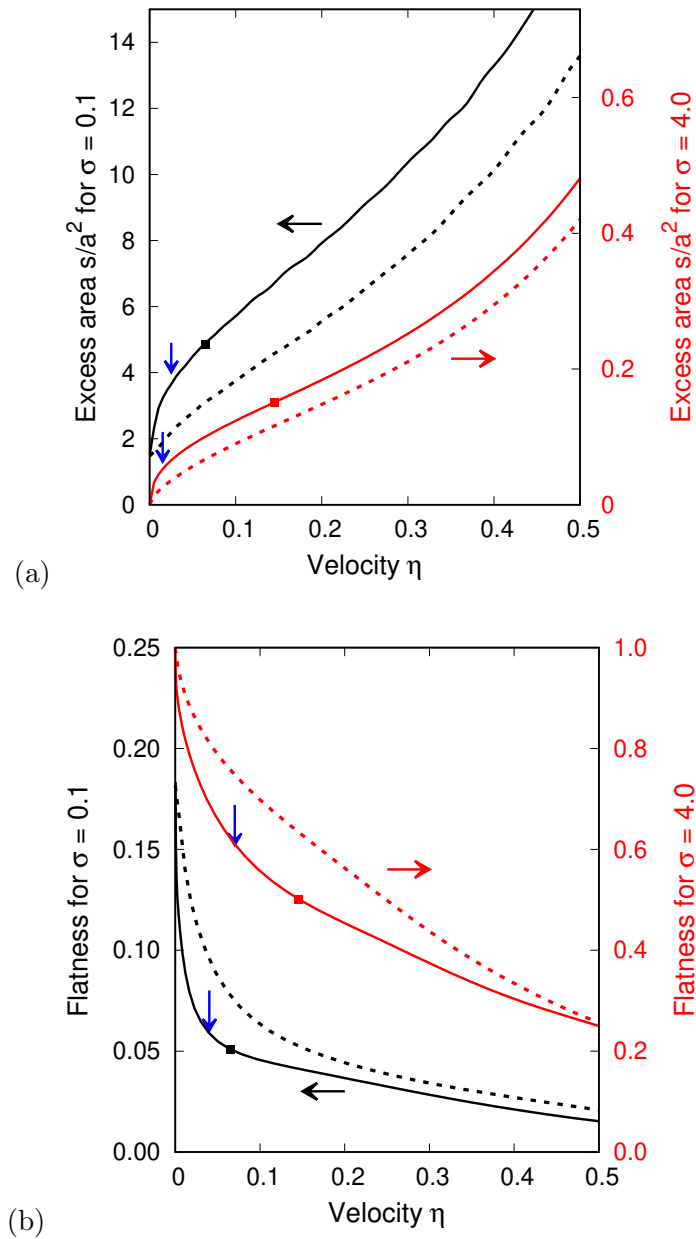 Excess area s/a² for σ = 0.1
14
12
10
8
6
4
2
0
0.6
0.4
0.2
0
Excess area s/a² for σ = 4.0
0 0.1 0.2 0.3 0.4 0.5
Velocity η
(a)
Flatness for σ = 0.1
0.25
0.20
0.15
0.10
0.05
0.00
1.0
0.8
0.6
0.4
0.2
0.0
Flatness for σ = 4.0
0 0.1 0.2 0.3 0.4 0.5
Velocity η
(b)